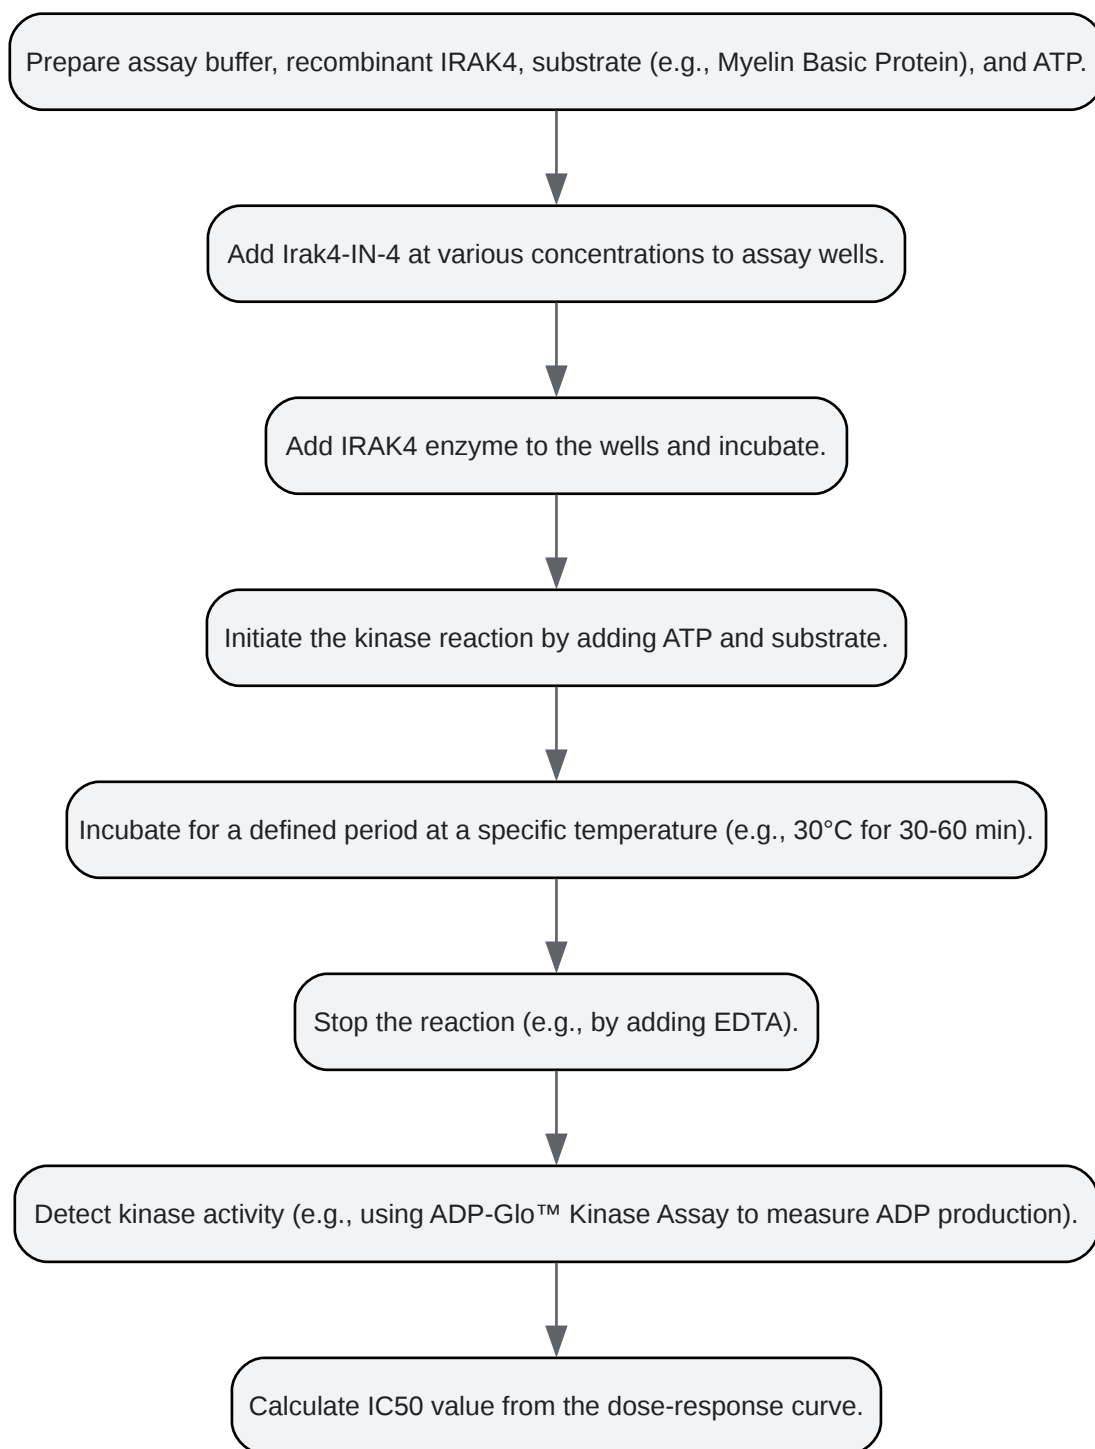 Prepare assay buffer, recombinant IRAK4, substrate (e.g., Myelin Basic Protein), and ATP.
Add Irak4-IN-4 at various concentrations to assay wells.
Add IRAK4 enzyme to the wells and incubate.
Initiate the kinase reaction by adding ATP and substrate.
Incubate for a defined period at a specific temperature (e.g., 30°C for 30-60 min).
Stop the reaction (e.g., by adding EDTA).
Detect kinase activity (e.g., using ADP-Glo™ Kinase Assay to measure ADP production).
Calculate IC50 value from the dose-response curve.